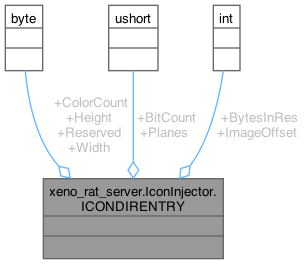 byte
ushort
int
+ColorCount
+Height
+Reserved
+Width
+BitCount
+Planes
+BytesInRes
+ImageOffset
xeno_rat_server.IconInjector.
ICONDIRENTRY